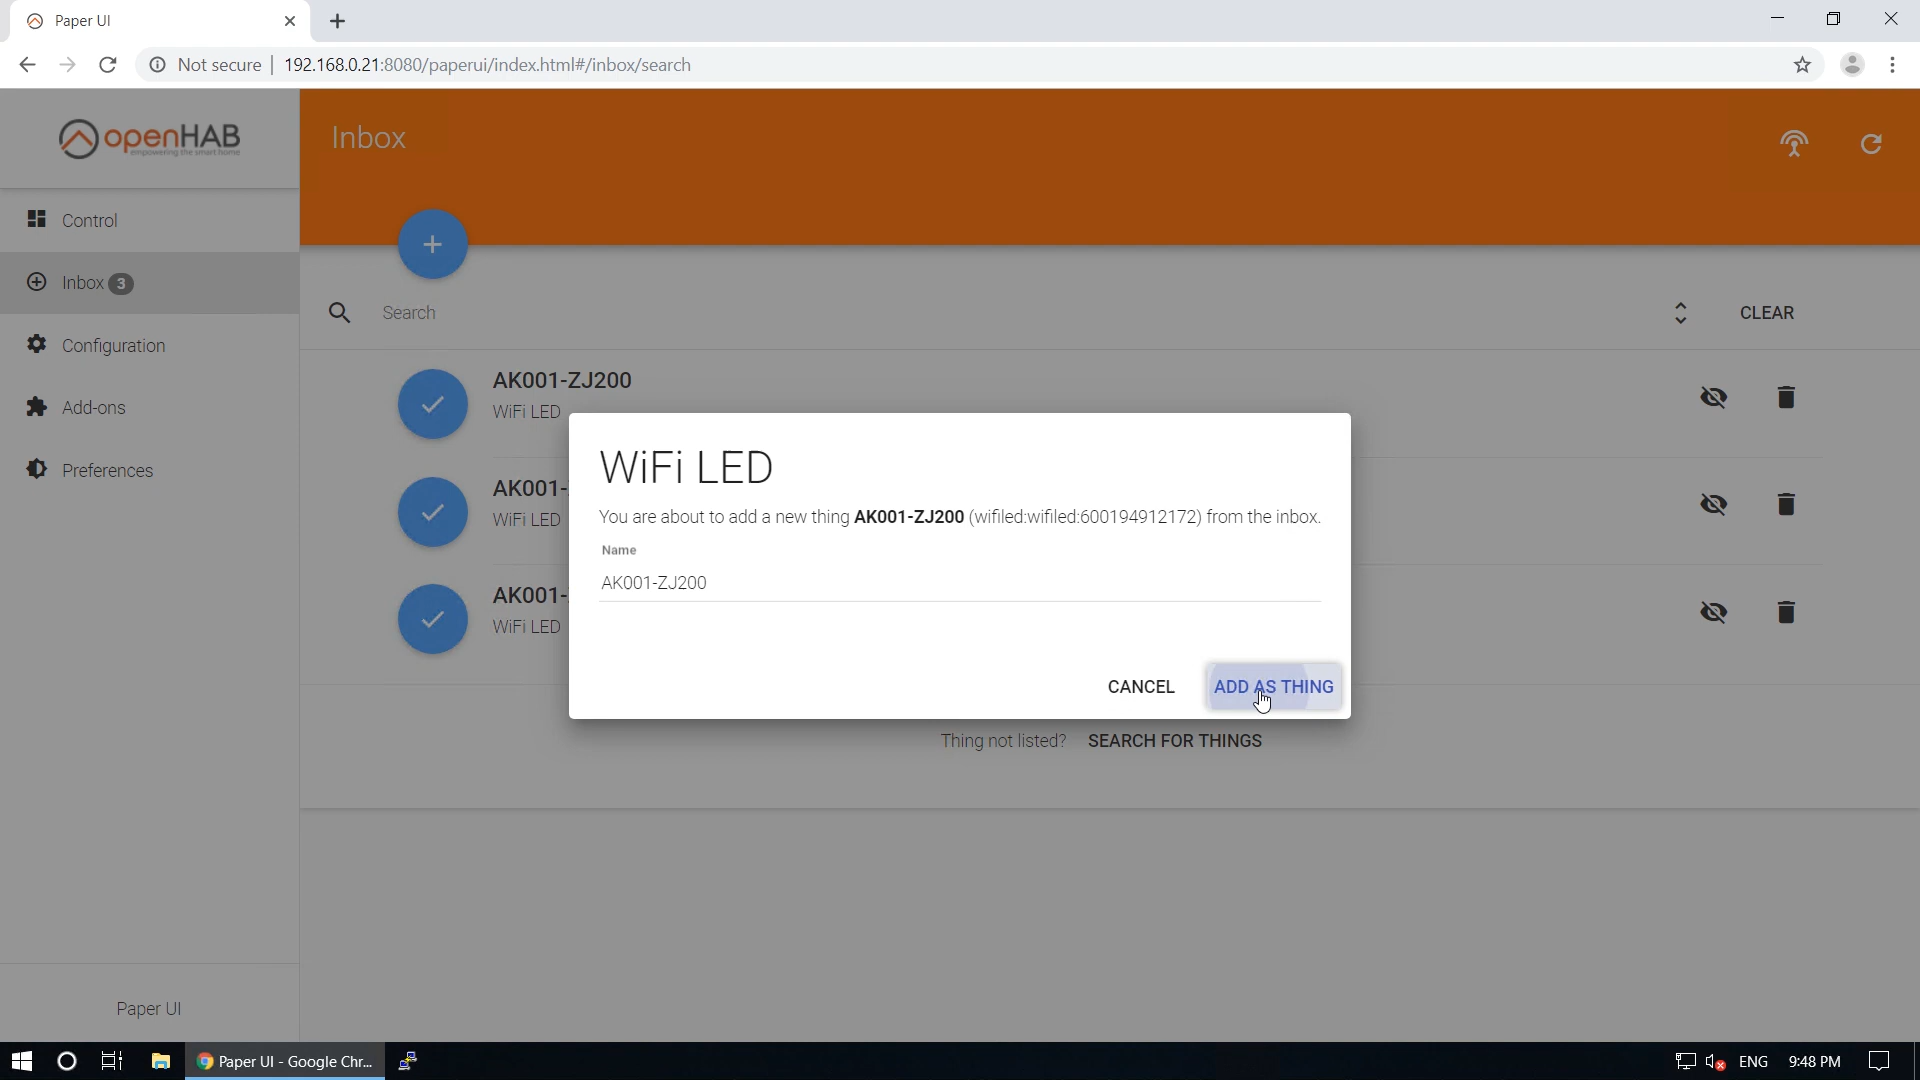 Paper UI
Not secure 192.168.0.21:8080/paperui/index.html#/inbox/search
openHAB
empowering the smart home
Inbox
Control
Inbox 3
Configuration
Add-ons
Preferences
Paper UI
Search
CLEAR
AK001-ZJ200
WiFi LED
AK001-
WiFi LED
AK001-
WiFi LED
WiFi LED
You are about to add a new thing AK001-ZJ200 (wifiled:wifiled:600194912172) from the inbox.
Name
AK001-ZJ200
CANCEL ADD AS THING
Thing not listed? SEARCH FOR THINGS
Paper UI - Google Chr... ENG 9:48 PM